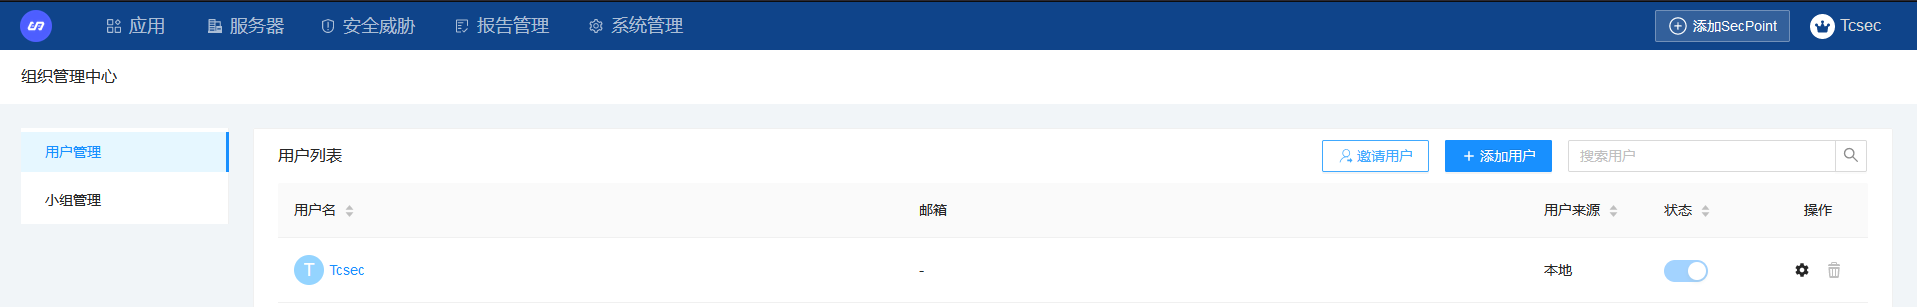 应用 服务器 安全威胁 报告管理 系统管理 添加SecPoint Tcsec
组织管理中心
用户管理
小组管理
用户列表 邀请用户 添加用户 搜索用户
用户名 邮箱 用户来源 状态 操作
T Tcsec - 本地